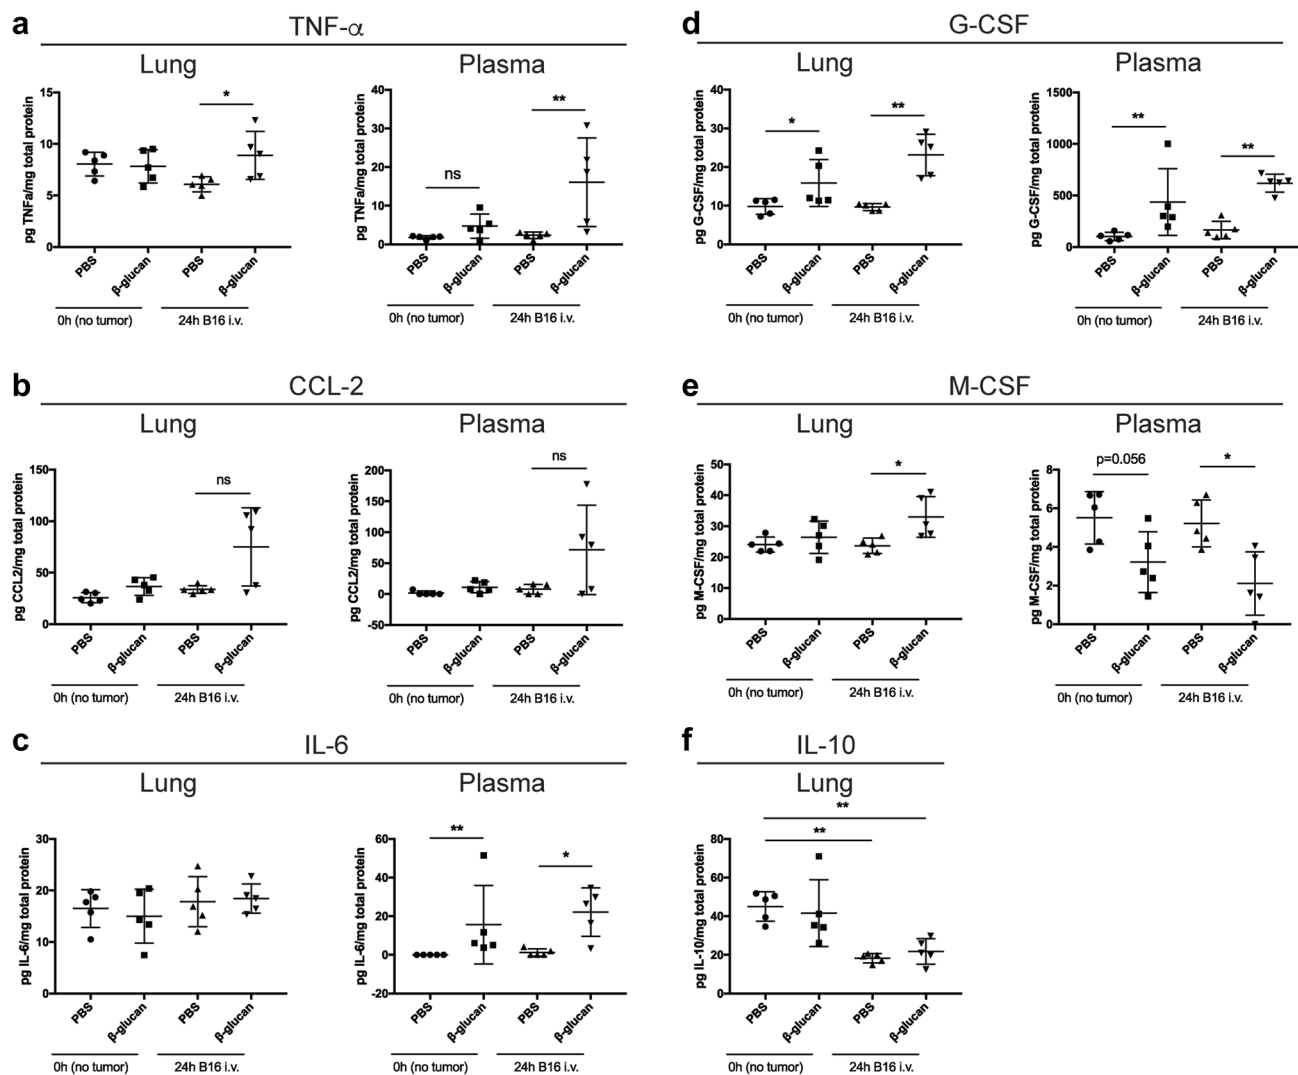 a
TNF-α
Lung
pg TNFa/mg total protein
15
10
5
0
*
PBS
β-glucan
PBS
β-glucan
0h (no tumor)
24h B16 i.v.
Plasma
pg TNFa/mg total protein
40
30
20
10
0
ns
**
PBS
β-glucan
PBS
β-glucan
0h (no tumor)
24h B16 i.v.
b
CCL-2
Lung
pg CCL2/mg total protein
150
100
50
0
ns
PBS
β-glucan
PBS
β-glucan
0h (no tumor)
24h B16 i.v.
Plasma
pg CCL2/mg total protein
200
150
100
50
0
-50
ns
PBS
β-glucan
PBS
β-glucan
0h (no tumor)
24h B16 i.v.
c
IL-6
Lung
pg IL-6/mg total protein
30
20
10
0
PBS
β-glucan
PBS
β-glucan
0h (no tumor)
24h B16 i.v.
Plasma
pg IL-6/mg total protein
60
40
20
0
-20
**
*
PBS
β-glucan
PBS
β-glucan
0h (no tumor)
24h B16 i.v.
d
G-CSF
Lung
pg G-CSF/mg total protein
40
30
20
10
0
*
**
PBS
β-glucan
PBS
β-glucan
0h (no tumor)
24h B16 i.v.
Plasma
pg G-CSF/mg total protein
1500
1000
500
0
**
**
PBS
β-glucan
PBS
β-glucan
0h (no tumor)
24h B16 i.v.
e
M-CSF
Lung
pg M-CSF/mg total protein
50
40
30
20
10
0
*
PBS
β-glucan
PBS
β-glucan
0h (no tumor)
24h B16 i.v.
Plasma
pg M-CSF/mg total protein
8
6
4
2
0
p=0.056
*
PBS
β-glucan
PBS
β-glucan
0h (no tumor)
24h B16 i.v.
f
IL-10
Lung
pg IL-10/mg total protein
80
60
40
20
0
**
**
PBS
β-glucan
PBS
β-glucan
0h (no tumor)
24h B16 i.v.